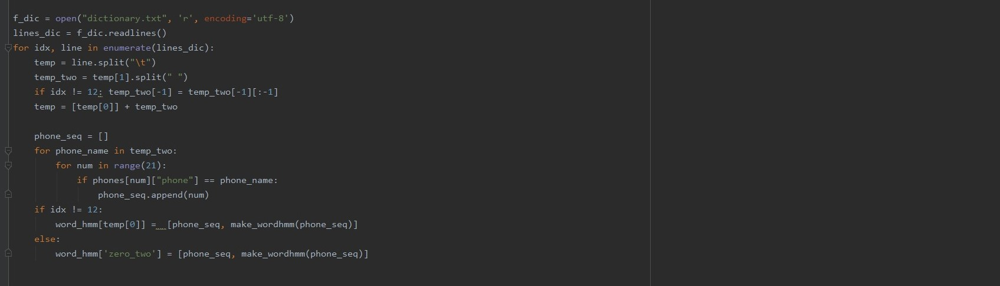 f_dic = open("dictionary.txt", 'r', encoding='utf-8')
lines_dic = f_dic.readlines()
for idx, line in enumerate(lines_dic):
    temp = line.split("\t")
    temp_two = temp[1].split(" ")
    if idx != 12: temp_two[-1] = temp_two[-1][:-1]
    temp = [temp[0]] + temp_two

    phone_seq = []
    for phone_name in temp_two:
        for num in range(21):
            if phones[num]["phone"] == phone_name:
                phone_seq.append(num)
    if idx != 12:
        word_hmm[temp[0]] =  [phone_seq, make_wordhmm(phone_seq)]
    else:
        word_hmm['zero_two'] = [phone_seq, make_wordhmm(phone_seq)]